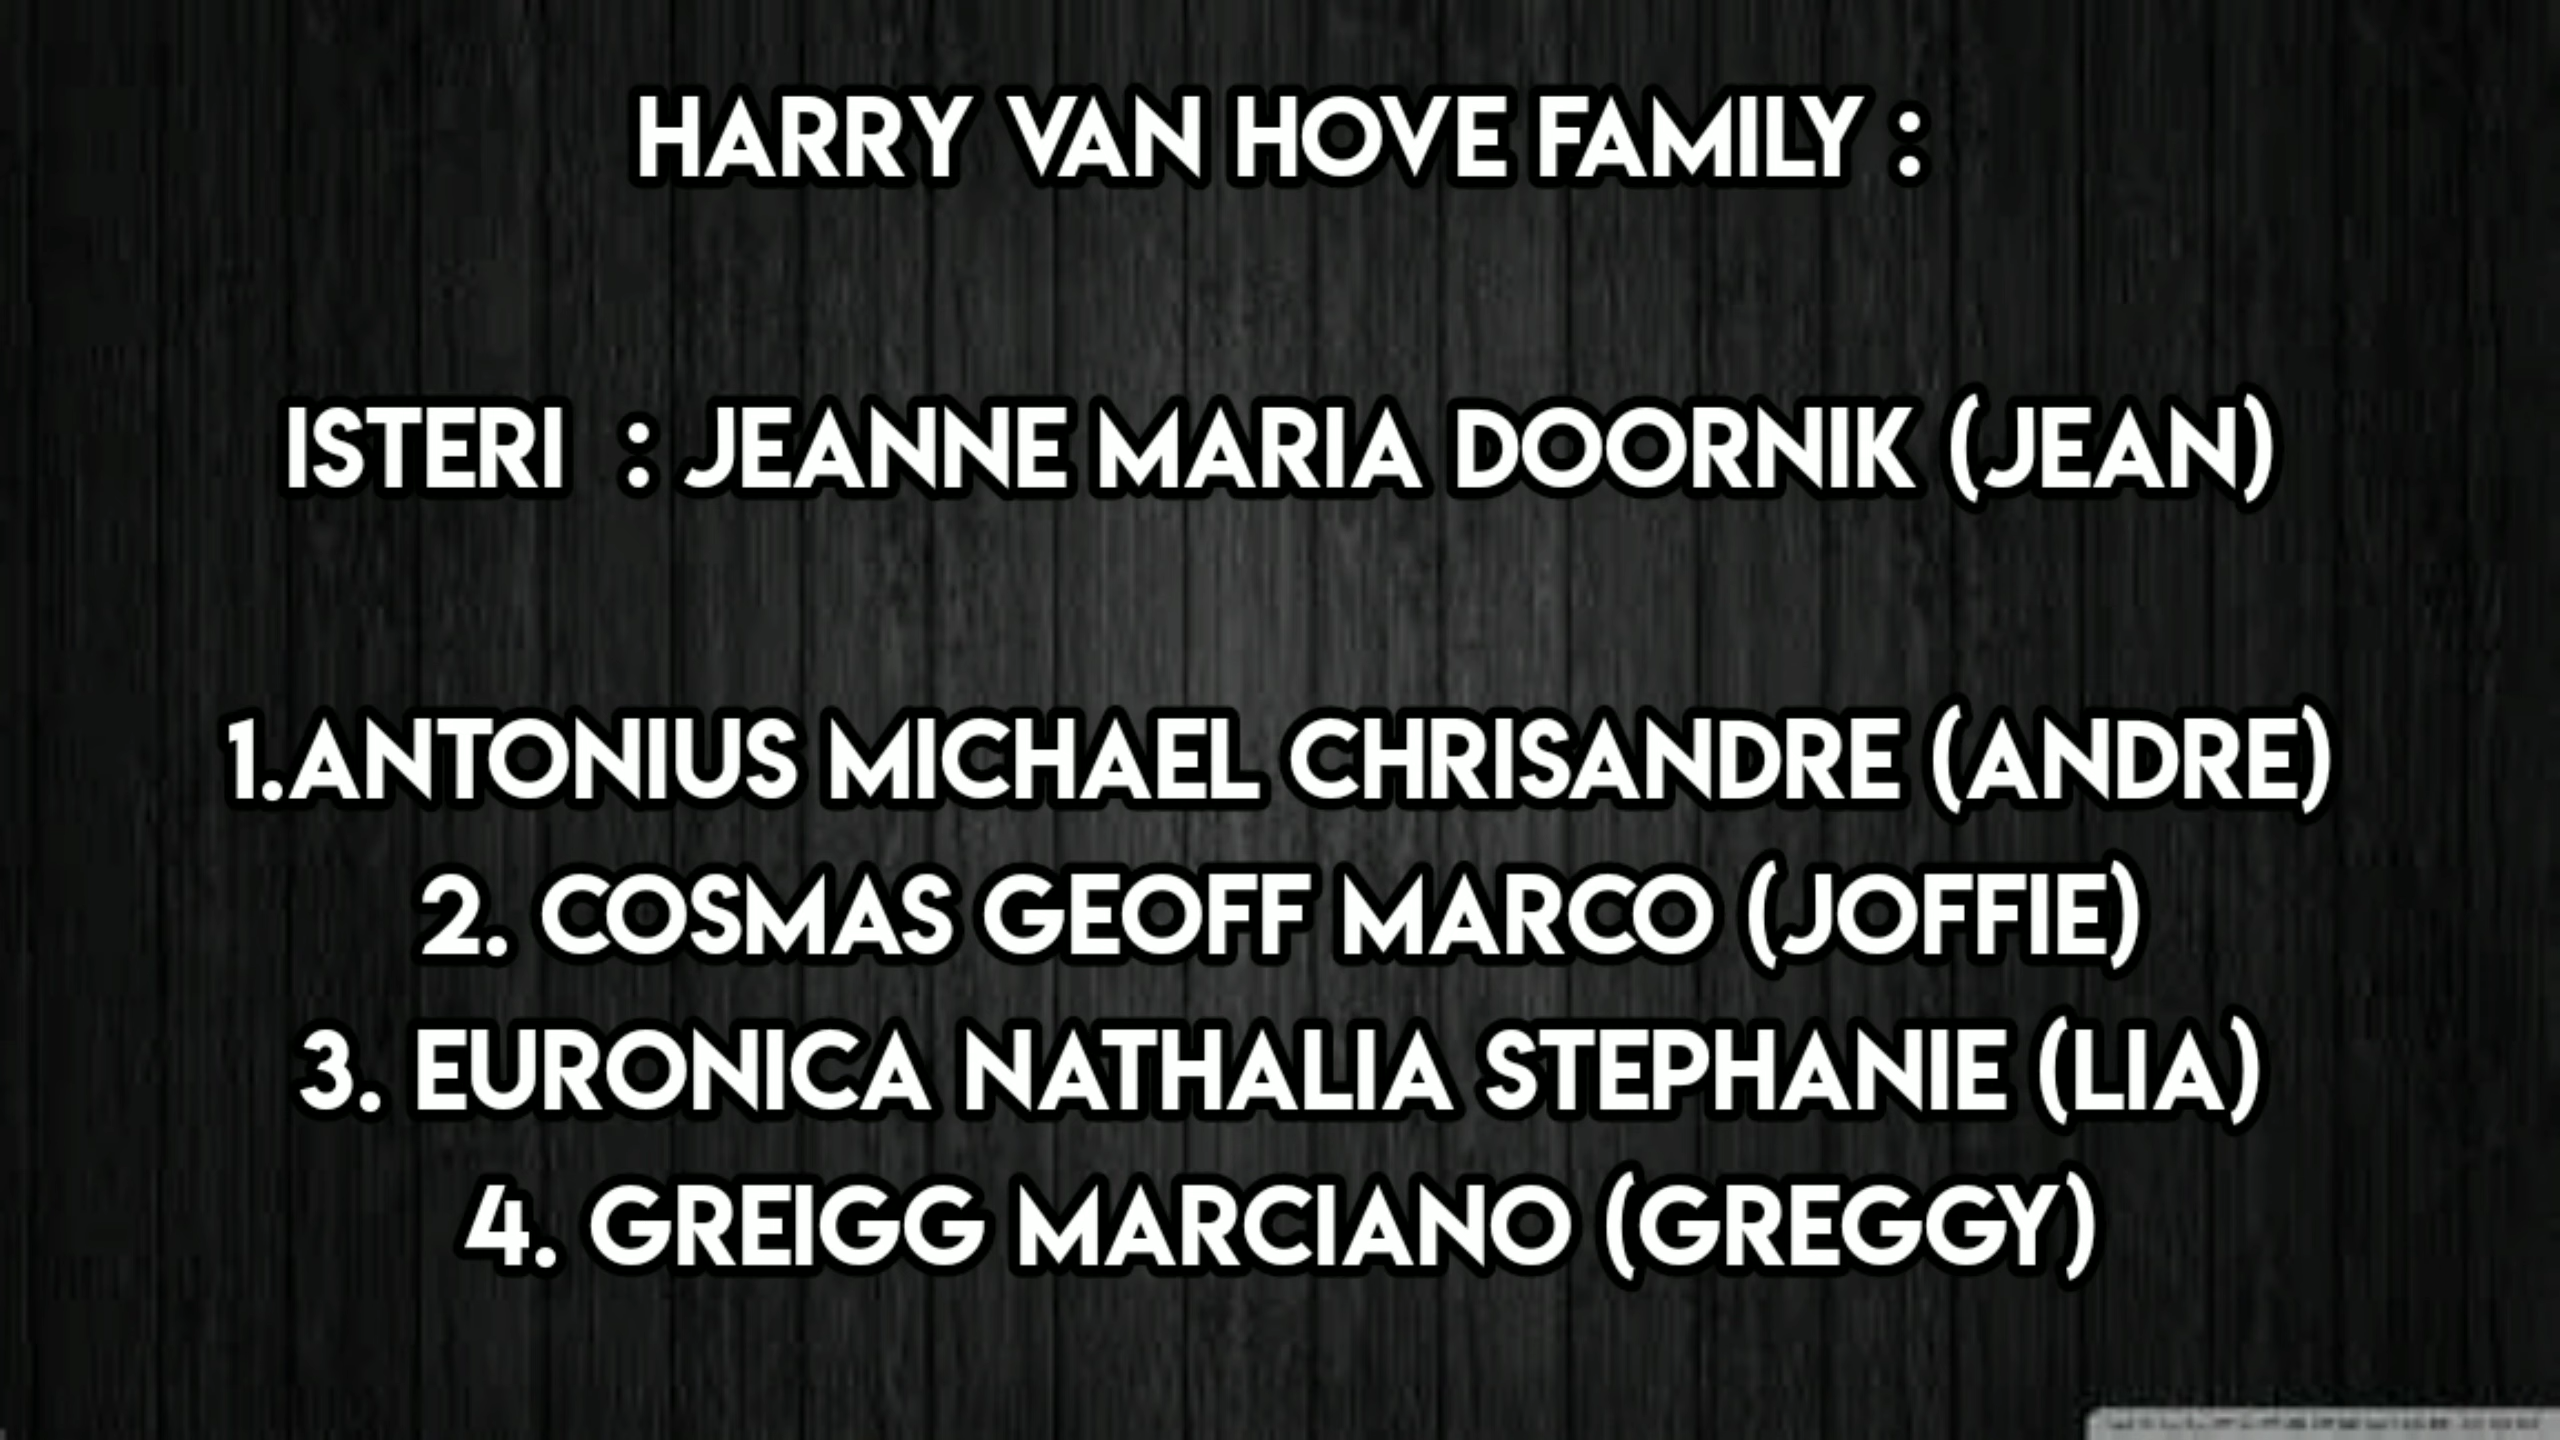 HARRY VAN HOVE FAMILY :
ISTERI : JEANNE MARIA DOORNIK (JEAN)
1.ANTONIUS MICHAEL CHRISANDRE (ANDRE)
2. COSMAS GEOFF MARCO (JOFFIE)
3. EURONICA NATHALIA STEPHANIE (LIA)
4. GREIGG MARCIANO (GREGGY)